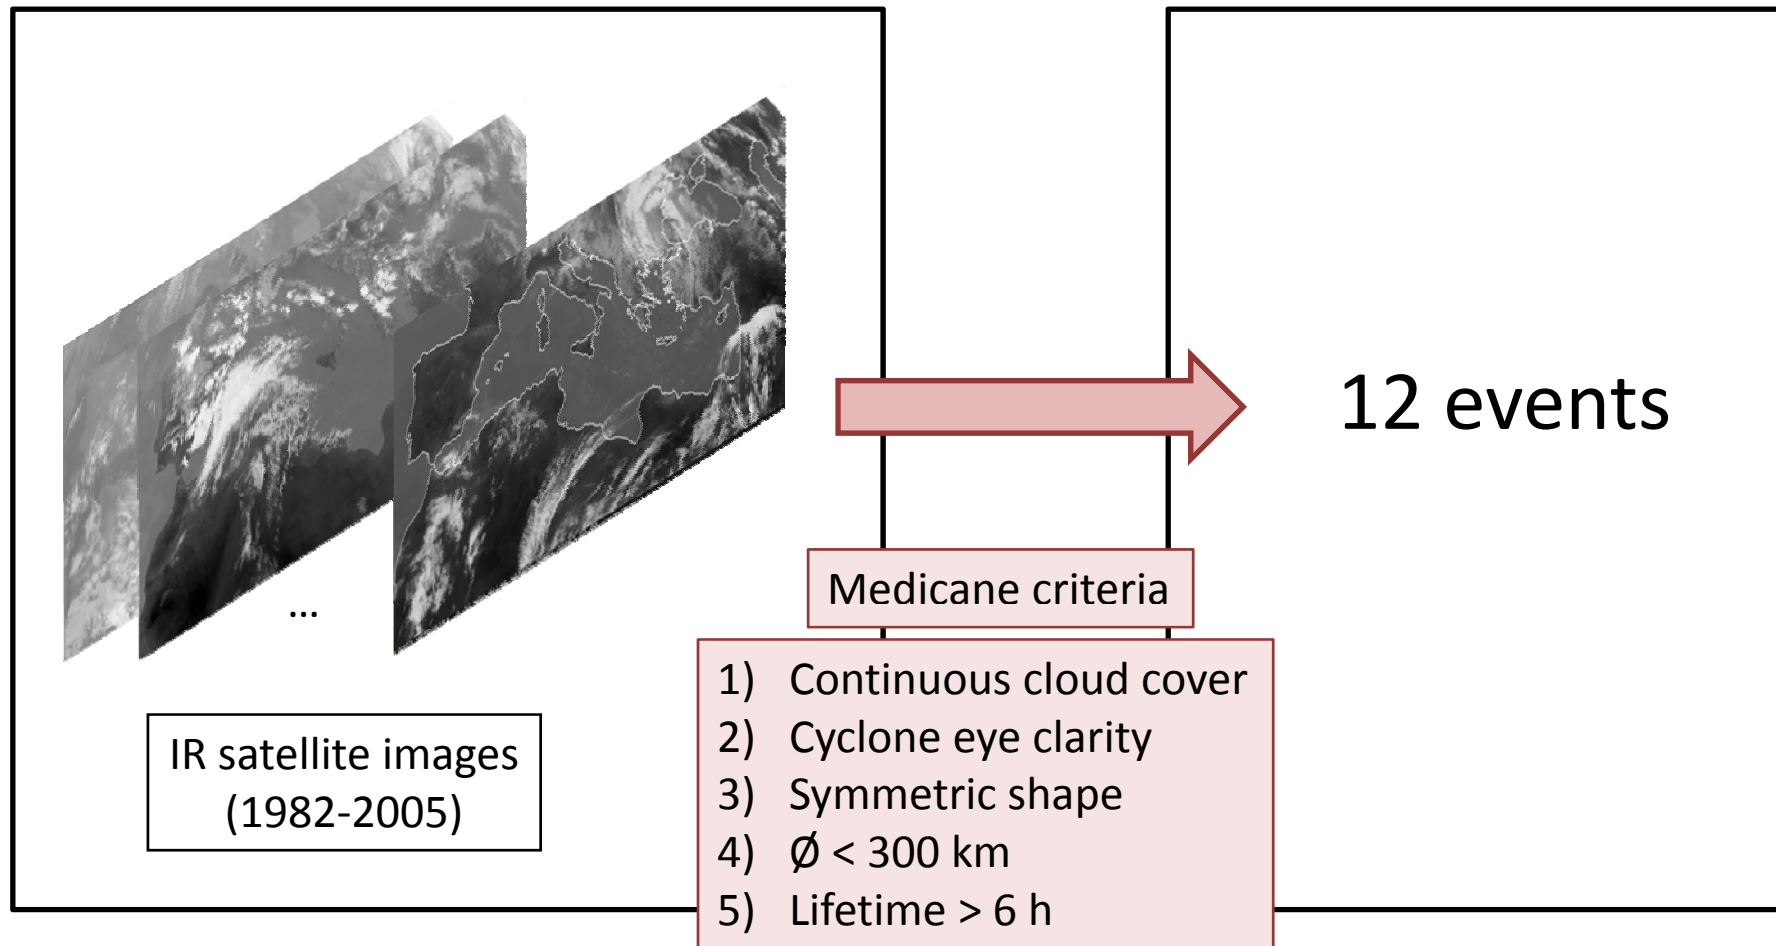 ...
IR satellite images
(1982-2005)
Medicane criteria
1) Continuous cloud cover
2) Cyclone eye clarity
3) Symmetric shape
4) Ø < 300 km
5) Lifetime > 6 h
12 events